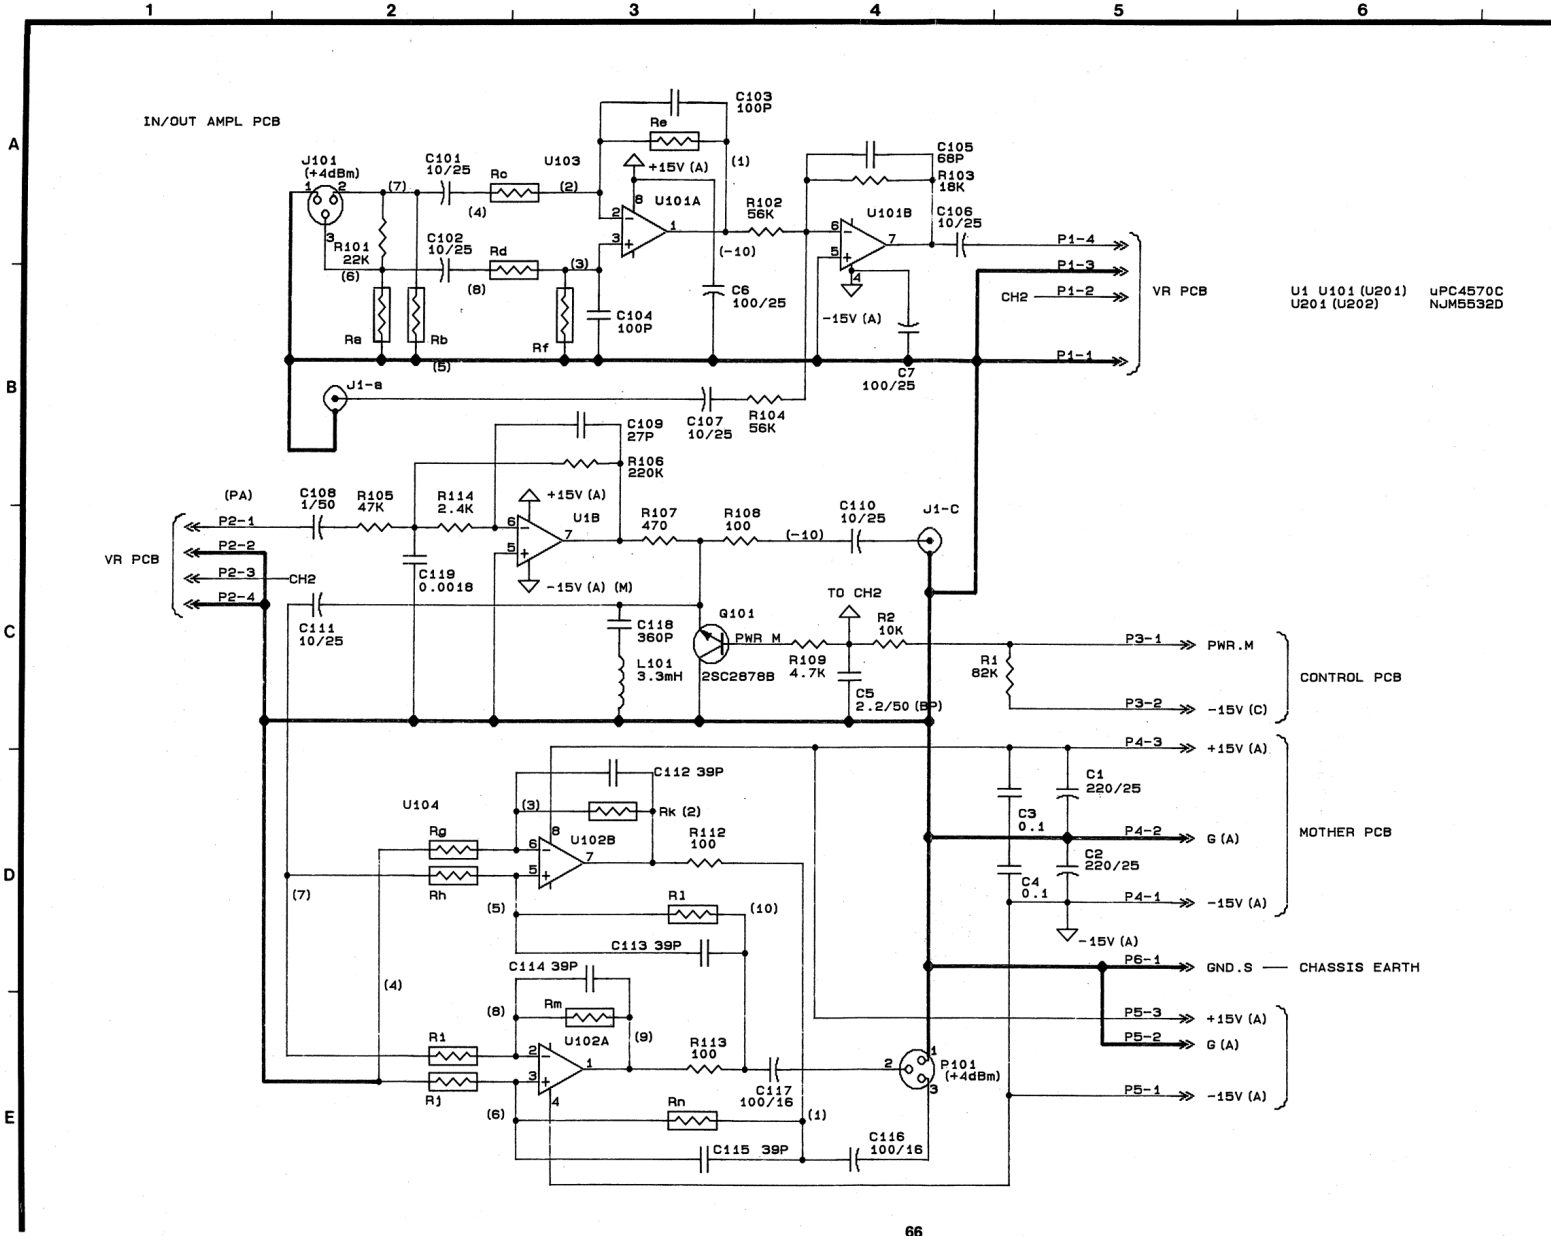 1 2 3 4 5 6
A
B
C
D
E
IN/OUT AMPL PCB
J101
(+4dBm)
1 2
3
(7)
C101
10/25
Rc
(4)
U103
(2)
R101
22K
(6)
C102
10/25
Rd
(8)
(3)
Ra
Rb
(5)
Rf
C103
100P
Re
+15V(A)
(1)
8
U101A
2
3
1
(-10)
C104
100P
C6
100/25
R102
56K
C105
68P
R103
18K
U101B
6
5
7
4
-15V(A)
C106
10/25
C7
100/25
P1-4
P1-3
CH2 P1-2
P1-1
VR PCB
U1 U101(U201) uPC4570C
U201(U202) NJM5532D
J1-a
C107
10/25
R104
56K
C109
27P
R106
220K
(PA)
C108
1/50
R105
47K
R114
2.4K
+15V(A)
U1B
6
5
7
-15V(A)(M)
R107
470
R108
100
(-10)
C110
10/25
J1-C
VR PCB
P2-1
P2-2
P2-3 CH2
P2-4
C119
0.0018
C111
10/25
C118
360P
L101
3.3mH
Q101
PWR M
2SC2878B
TO CH2
R109
4.7K
R2
10K
C5
2.2/50(BP)
R1
82K
P3-1 PWR.M
P3-2 -15V(C)
CONTROL PCB
P4-3 +15V(A)
C1
220/25
C3
0.1
P4-2 G(A)
C2
220/25
C4
0.1
P4-1 -15V(A)
-15V(A)
MOTHER PCB
U104
C112 39P
(3)
Rk(2)
Rg
8
U102B
6
5
7
R112
100
Rh
(7)
(5)
Rl
(10)
C113 39P
C114 39P
(4)
(8)
Rm
(9)
U102A
Ri
2
3
1
4
R113
100
Rj
(6)
Rn
(1)
C117
100/16
C115 39P
C116
100/16
2
1
3
P101
(+4dBm)
P6-1 GND.S — CHASSIS EARTH
P5-3 +15V(A)
P5-2 G(A)
P5-1 -15V(A)
66